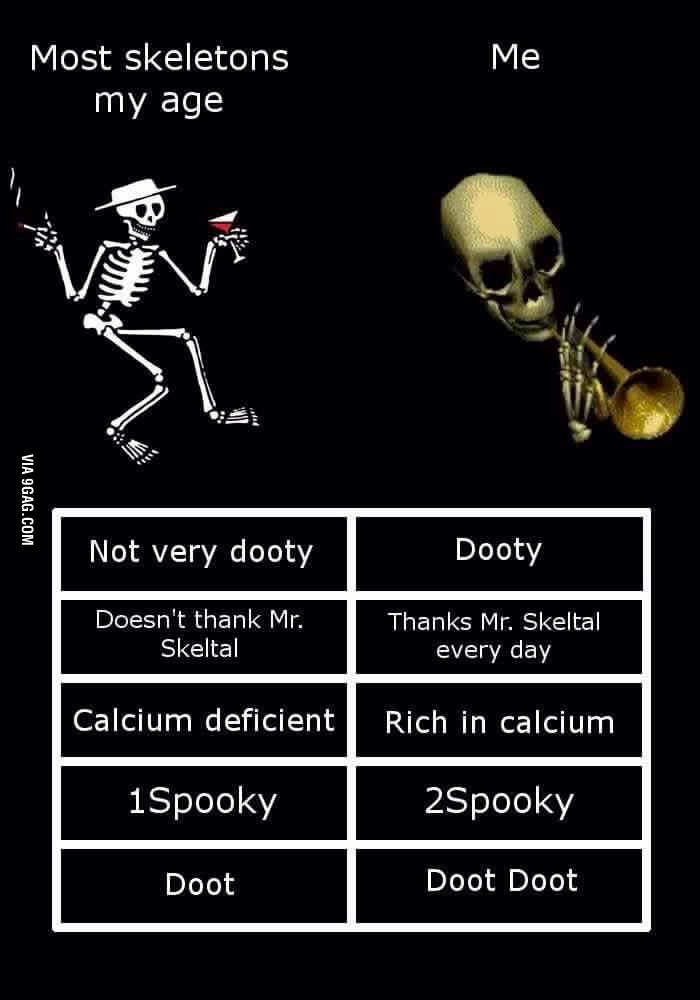 Most skeletons
my age
Me
VIA 9GAG.COM
Not very dooty
Dooty
Doesn't thank Mr.
Skeltal
Thanks Mr. Skeltal
every day
Calcium deficient
Rich in calcium
1Spooky
2Spooky
Doot
Doot Doot